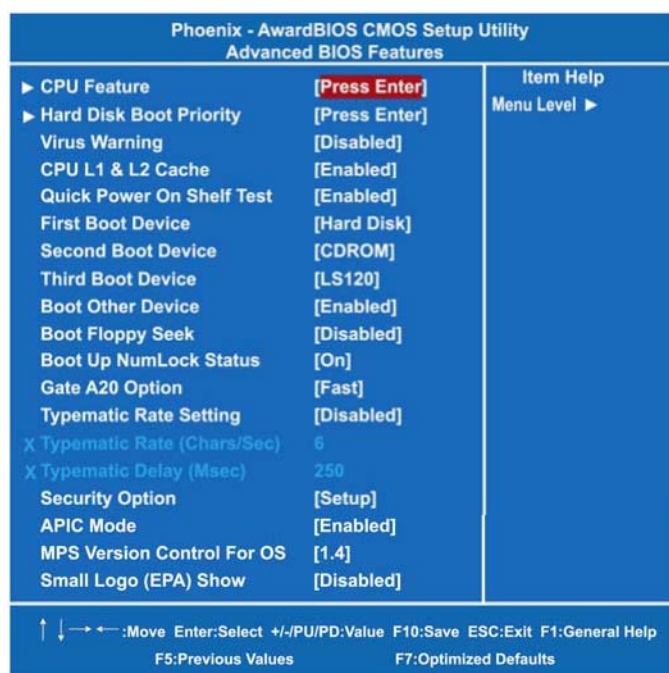 Phoenix - AwardBIOS CMOS Setup Utility
Advanced BIOS Features
► CPU Feature [Press Enter]
► Hard Disk Boot Priority [Press Enter]
Virus Warning [Disabled]
CPU L1 & L2 Cache [Enabled]
Quick Power On Shelf Test [Enabled]
First Boot Device [Hard Disk]
Second Boot Device [CDROM]
Third Boot Device [LS120]
Boot Other Device [Enabled]
Boot Floppy Seek [Disabled]
Boot Up NumLock Status [On]
Gate A20 Option [Fast]
Typematic Rate Setting [Disabled]
X Typematic Rate (Chars/Sec) 6
X Typematic Delay (Msec) 250
Security Option [Setup]
APIC Mode [Enabled]
MPS Version Control For OS [1.4]
Small Logo (EPA) Show [Disabled]
Item Help
Menu Level ►
↑ ↓ → ← :Move Enter:Select +/-/PU/PD:Value F10:Save ESC:Exit F1:General Help
F5:Previous Values F7:Optimized Defaults